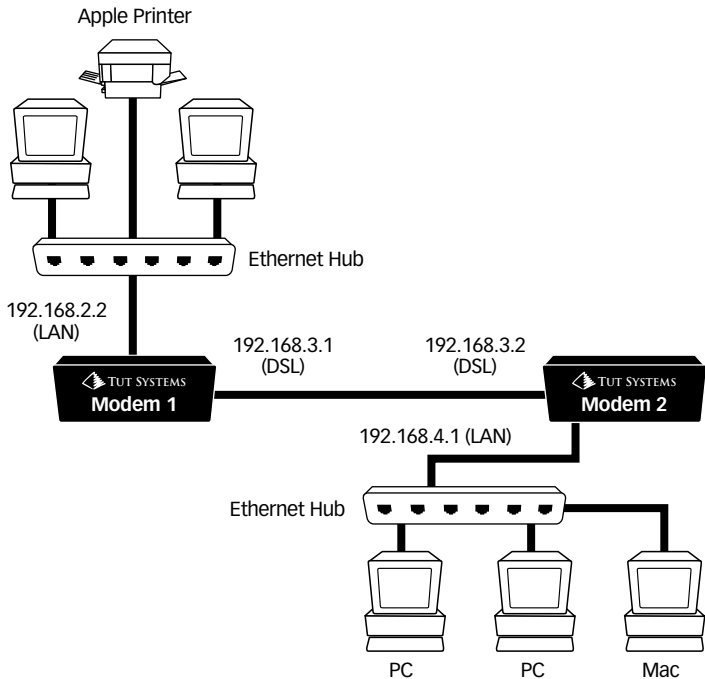 Apple Printer
Ethernet Hub
192.168.2.2
(LAN)
192.168.3.1
(DSL)
192.168.3.2
(DSL)
TUT SYSTEMS
Modem 1
TUT SYSTEMS
Modem 2
192.168.4.1 (LAN)
Ethernet Hub
PC
PC
Mac